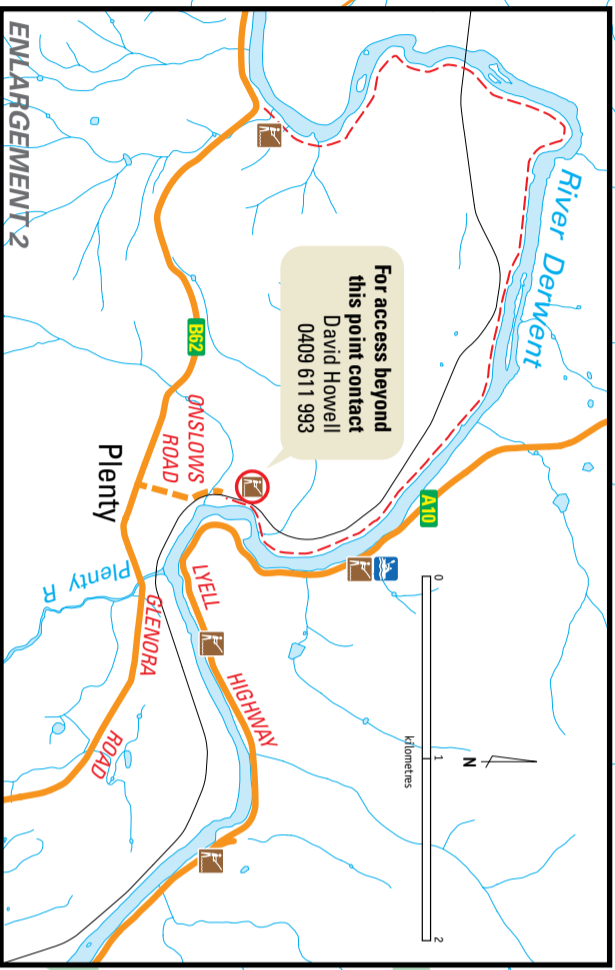 River Derwent
For access beyond
this point contact
David Howell
0409 611 993
A10
B62
ONSLOWS
ROAD
Plenty
Plenty R
LYELL
HIGHWAY
GLENORA
ROAD
0
1
2
kilometres
N
ENLARGEMENT 2